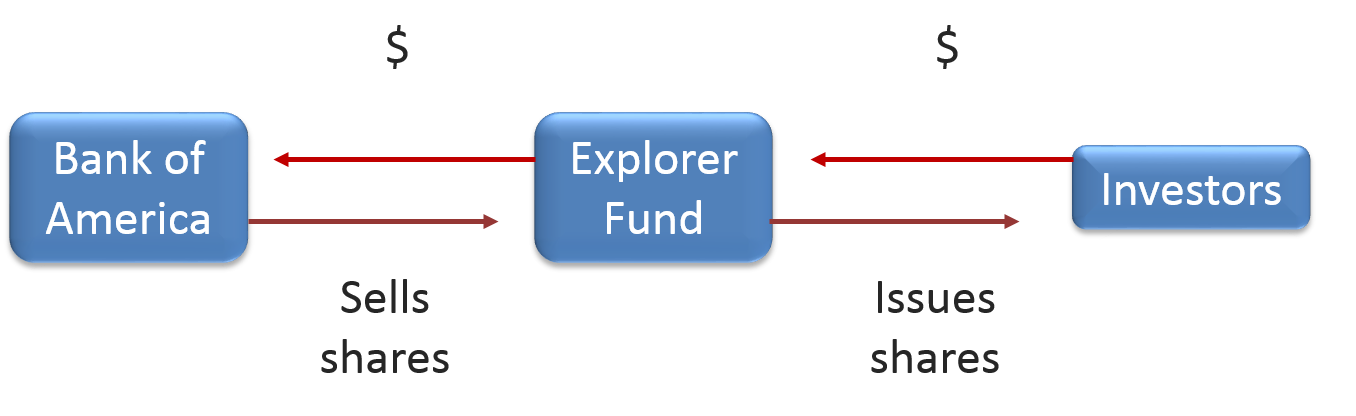 $
$
Bank of
America
Explorer
Fund
Investors
Sells
shares
Issues
shares